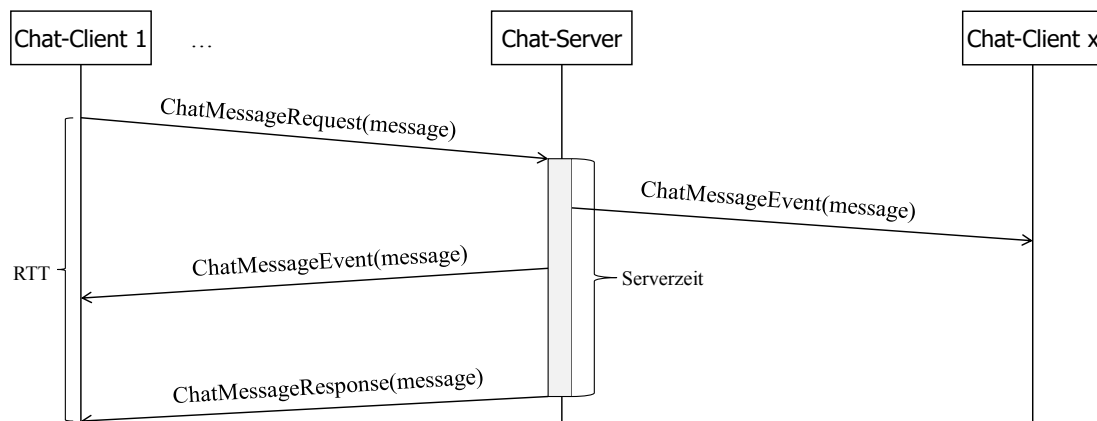 Chat-Client 1
...
Chat-Server
Chat-Client x
ChatMessageRequest(message)
ChatMessageEvent(message)
ChatMessageEvent(message)
RTT
Serverzeit
ChatMessageResponse(message)